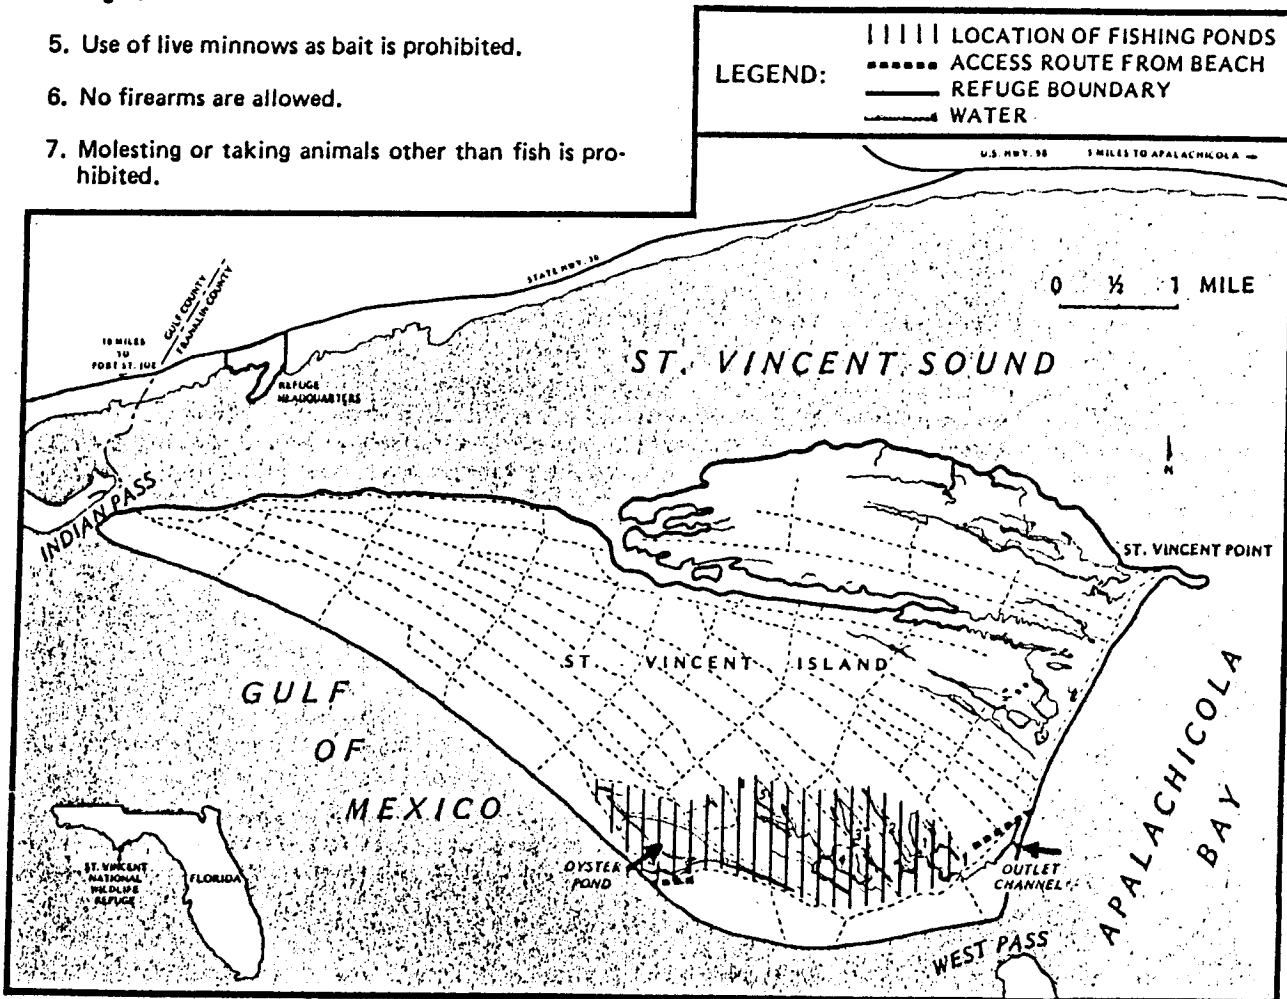 5. Use of live minnows as bait is prohibited.
6. No firearms are allowed.
7. Molesting or taking animals other than fish is pro-
hibited.
LEGEND:
LOCATION OF FISHING PONDS
ACCESS ROUTE FROM BEACH
REFUGE BOUNDARY
WATER
U.S. HWY. 98
5 MILES TO APALACHICOLA
STATE HWY. 30
0 ½ 1 MILE
GULF COUNTY
FRANKLIN COUNTY
18 MILES
TO
PORT ST. JOE
REFUGE
HEADQUARTERS
ST. VINCENT SOUND
N
INDIAN PASS
ST. VINCENT POINT
ST. VINCENT ISLAND
GULF
OF
MEXICO
APALACHICOLA
BAY
OYSTER
POND
OUTLET
CHANNEL
WEST PASS
ST. VINCENT
NATIONAL
WILDLIFE
REFUGE
FLORIDA